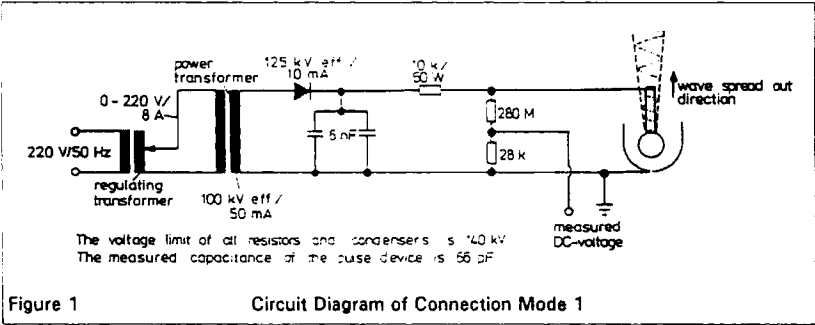 power
transformer
125 kV eff /
10 mA
10 k/
50 W
wave spread out
direction
0 - 220 V/
8 A
280 M
5 nF
220 V/50 Hz
28 k
regulating
transformer
100 kV eff /
50 mA
measured
DC-voltage
The voltage limit of all resistors and condensers is 140 kV
The measured capacitance of the pulse device is 66 pF
Figure 1
Circuit Diagram of Connection Mode 1